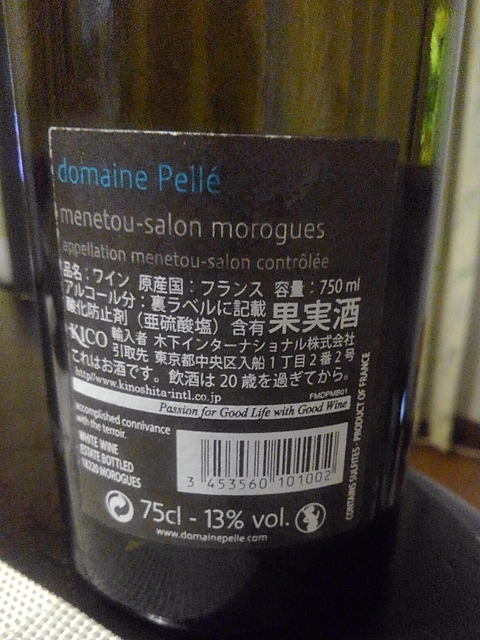 domaine Pellé
menetou-salon morogues
appellation menetou-salon contrôlée
品名：ワイン 原産国：フランス 容量：750 ml
アルコール分：裏ラベルに記載
酸化防止剤（亜硫酸塩）含有 果実酒
KICO 輸入者 木下インターナショナル株式会社
引取先 東京都中央区入船1丁目2番2号
これはお酒です。飲酒は20歳を過ぎてから。
http://www.kinoshita-intl.co.jp
FMDPMB01
Passion for Good Life with Good Wine
accomplished connivance
with the terroir.
WHITE WINE
ESTATE BOTTLED
18220 MOROGUES
3 453560 101002
75cl - 13% vol.
www.domainepelle.com
CONTAINS SULPHITES - PRODUCT OF FRANCE